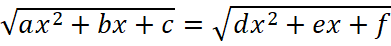 √(ax² + bx + c) = √(dx² + ex + f)